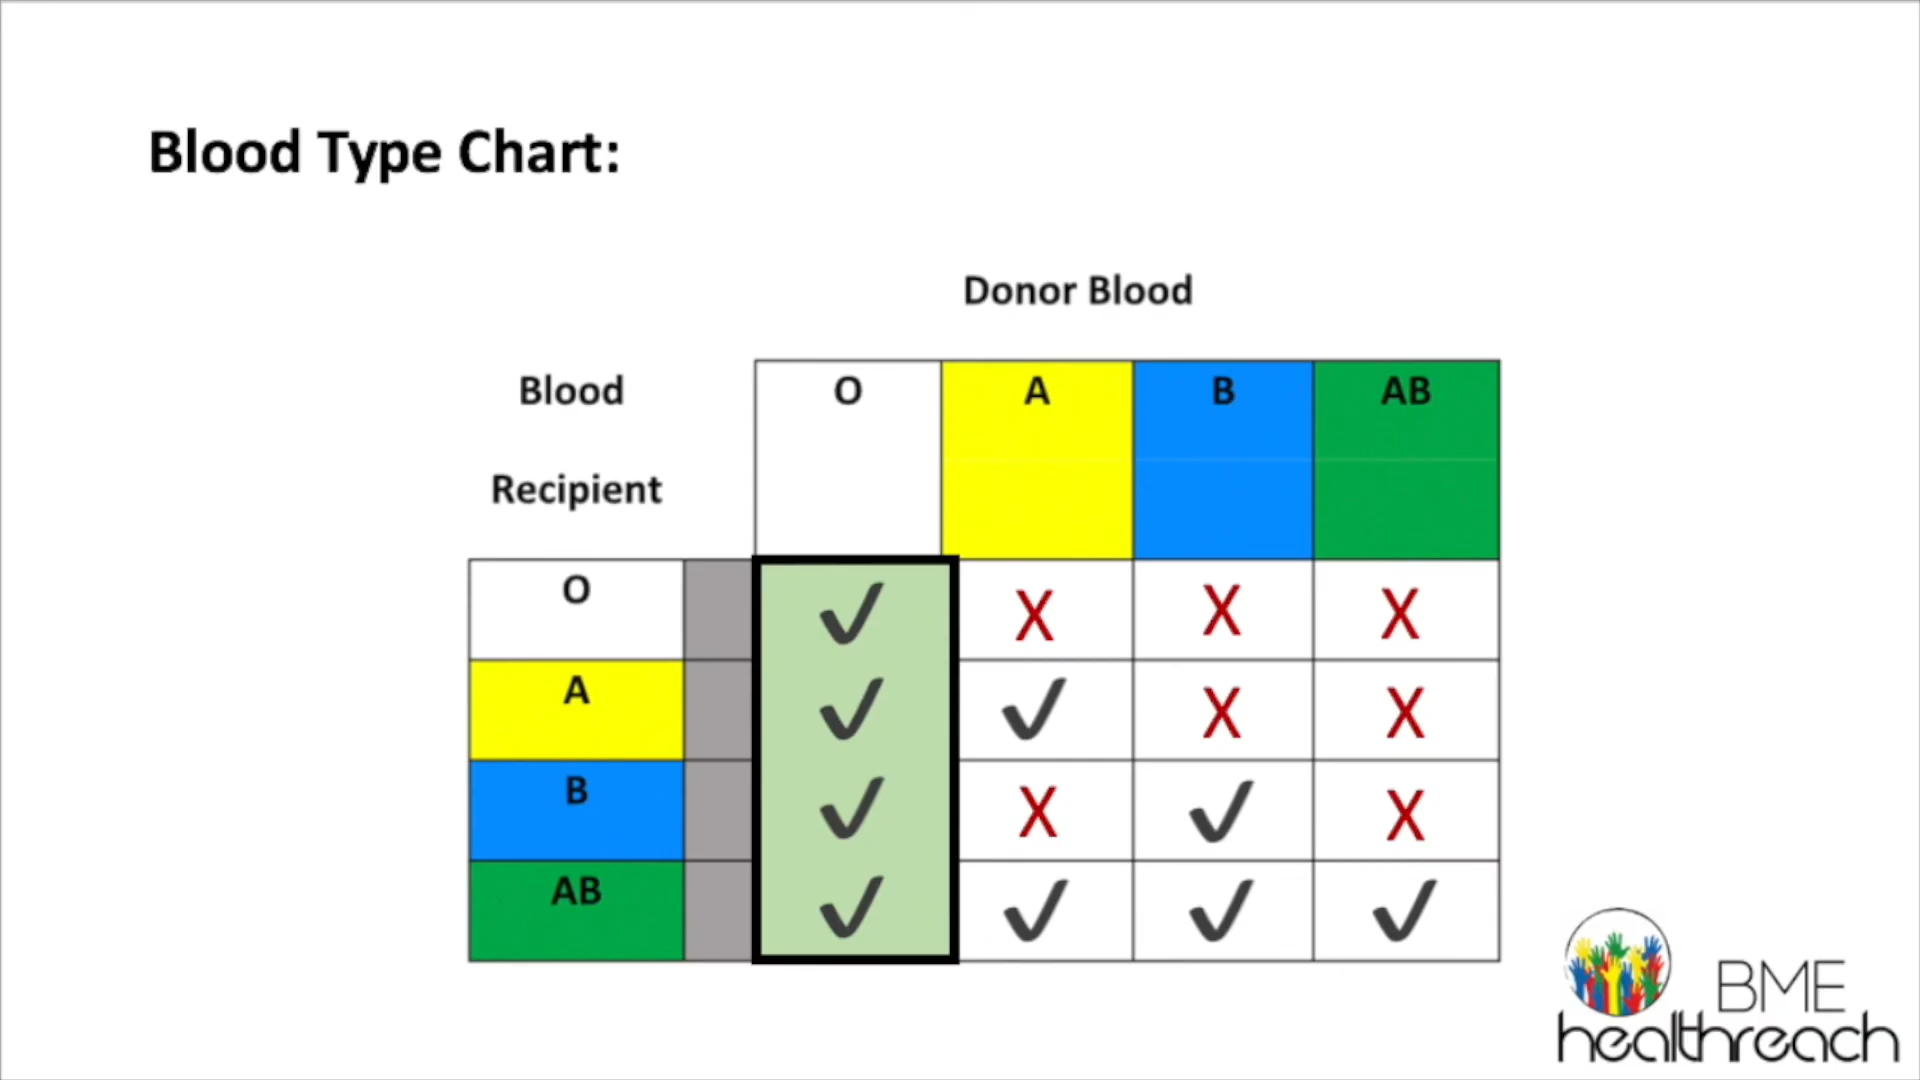 Blood Type Chart:
Donor Blood
Blood
Recipient
O A B AB
O ✓ X X X
A ✓ ✓ X X
B ✓ X ✓ X
AB ✓ ✓ ✓ ✓
BME
healthreach